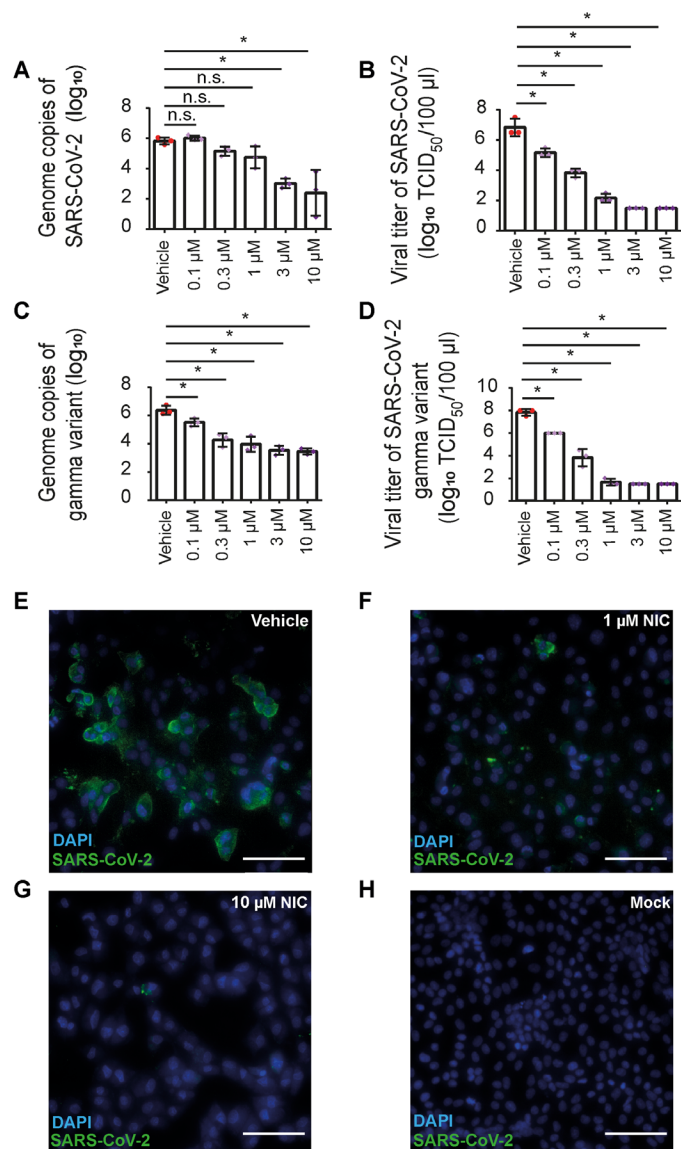 A
Genome copies of
SARS-CoV-2 (log₁₀)
*
*
n.s.
n.s.
n.s.
8
6
4
2
0
Vehicle
0.1 µM
0.3 µM
1 µM
3 µM
10 µM
B
Viral titer of SARS-CoV-2
(log₁₀ TCID₅₀/100 µl)
*
*
*
*
*
8
6
4
2
0
Vehicle
0.1 µM
0.3 µM
1 µM
3 µM
10 µM
C
Genome copies of
gamma variant (log₁₀)
*
*
*
*
*
8
6
4
2
0
Vehicle
0.1 µM
0.3 µM
1 µM
3 µM
10 µM
D
Viral titer of SARS-CoV-2
gamma variant
(log₁₀ TCID₅₀/100 µl)
*
*
*
*
*
10
8
6
4
2
0
Vehicle
0.1 µM
0.3 µM
1 µM
3 µM
10 µM
E
Vehicle
DAPI
SARS-CoV-2
F
1 µM NIC
DAPI
SARS-CoV-2
G
10 µM NIC
DAPI
SARS-CoV-2
H
Mock
DAPI
SARS-CoV-2